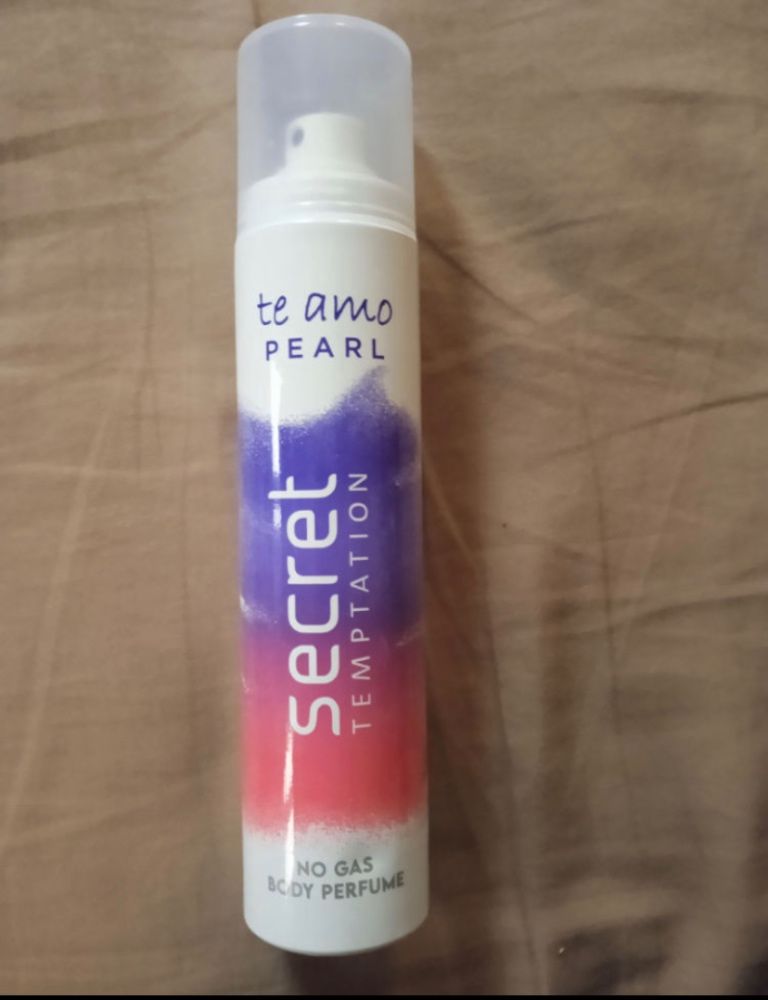 te amo
PEARL
secret
TEMPTATION
NO GAS
BODY PERFUME